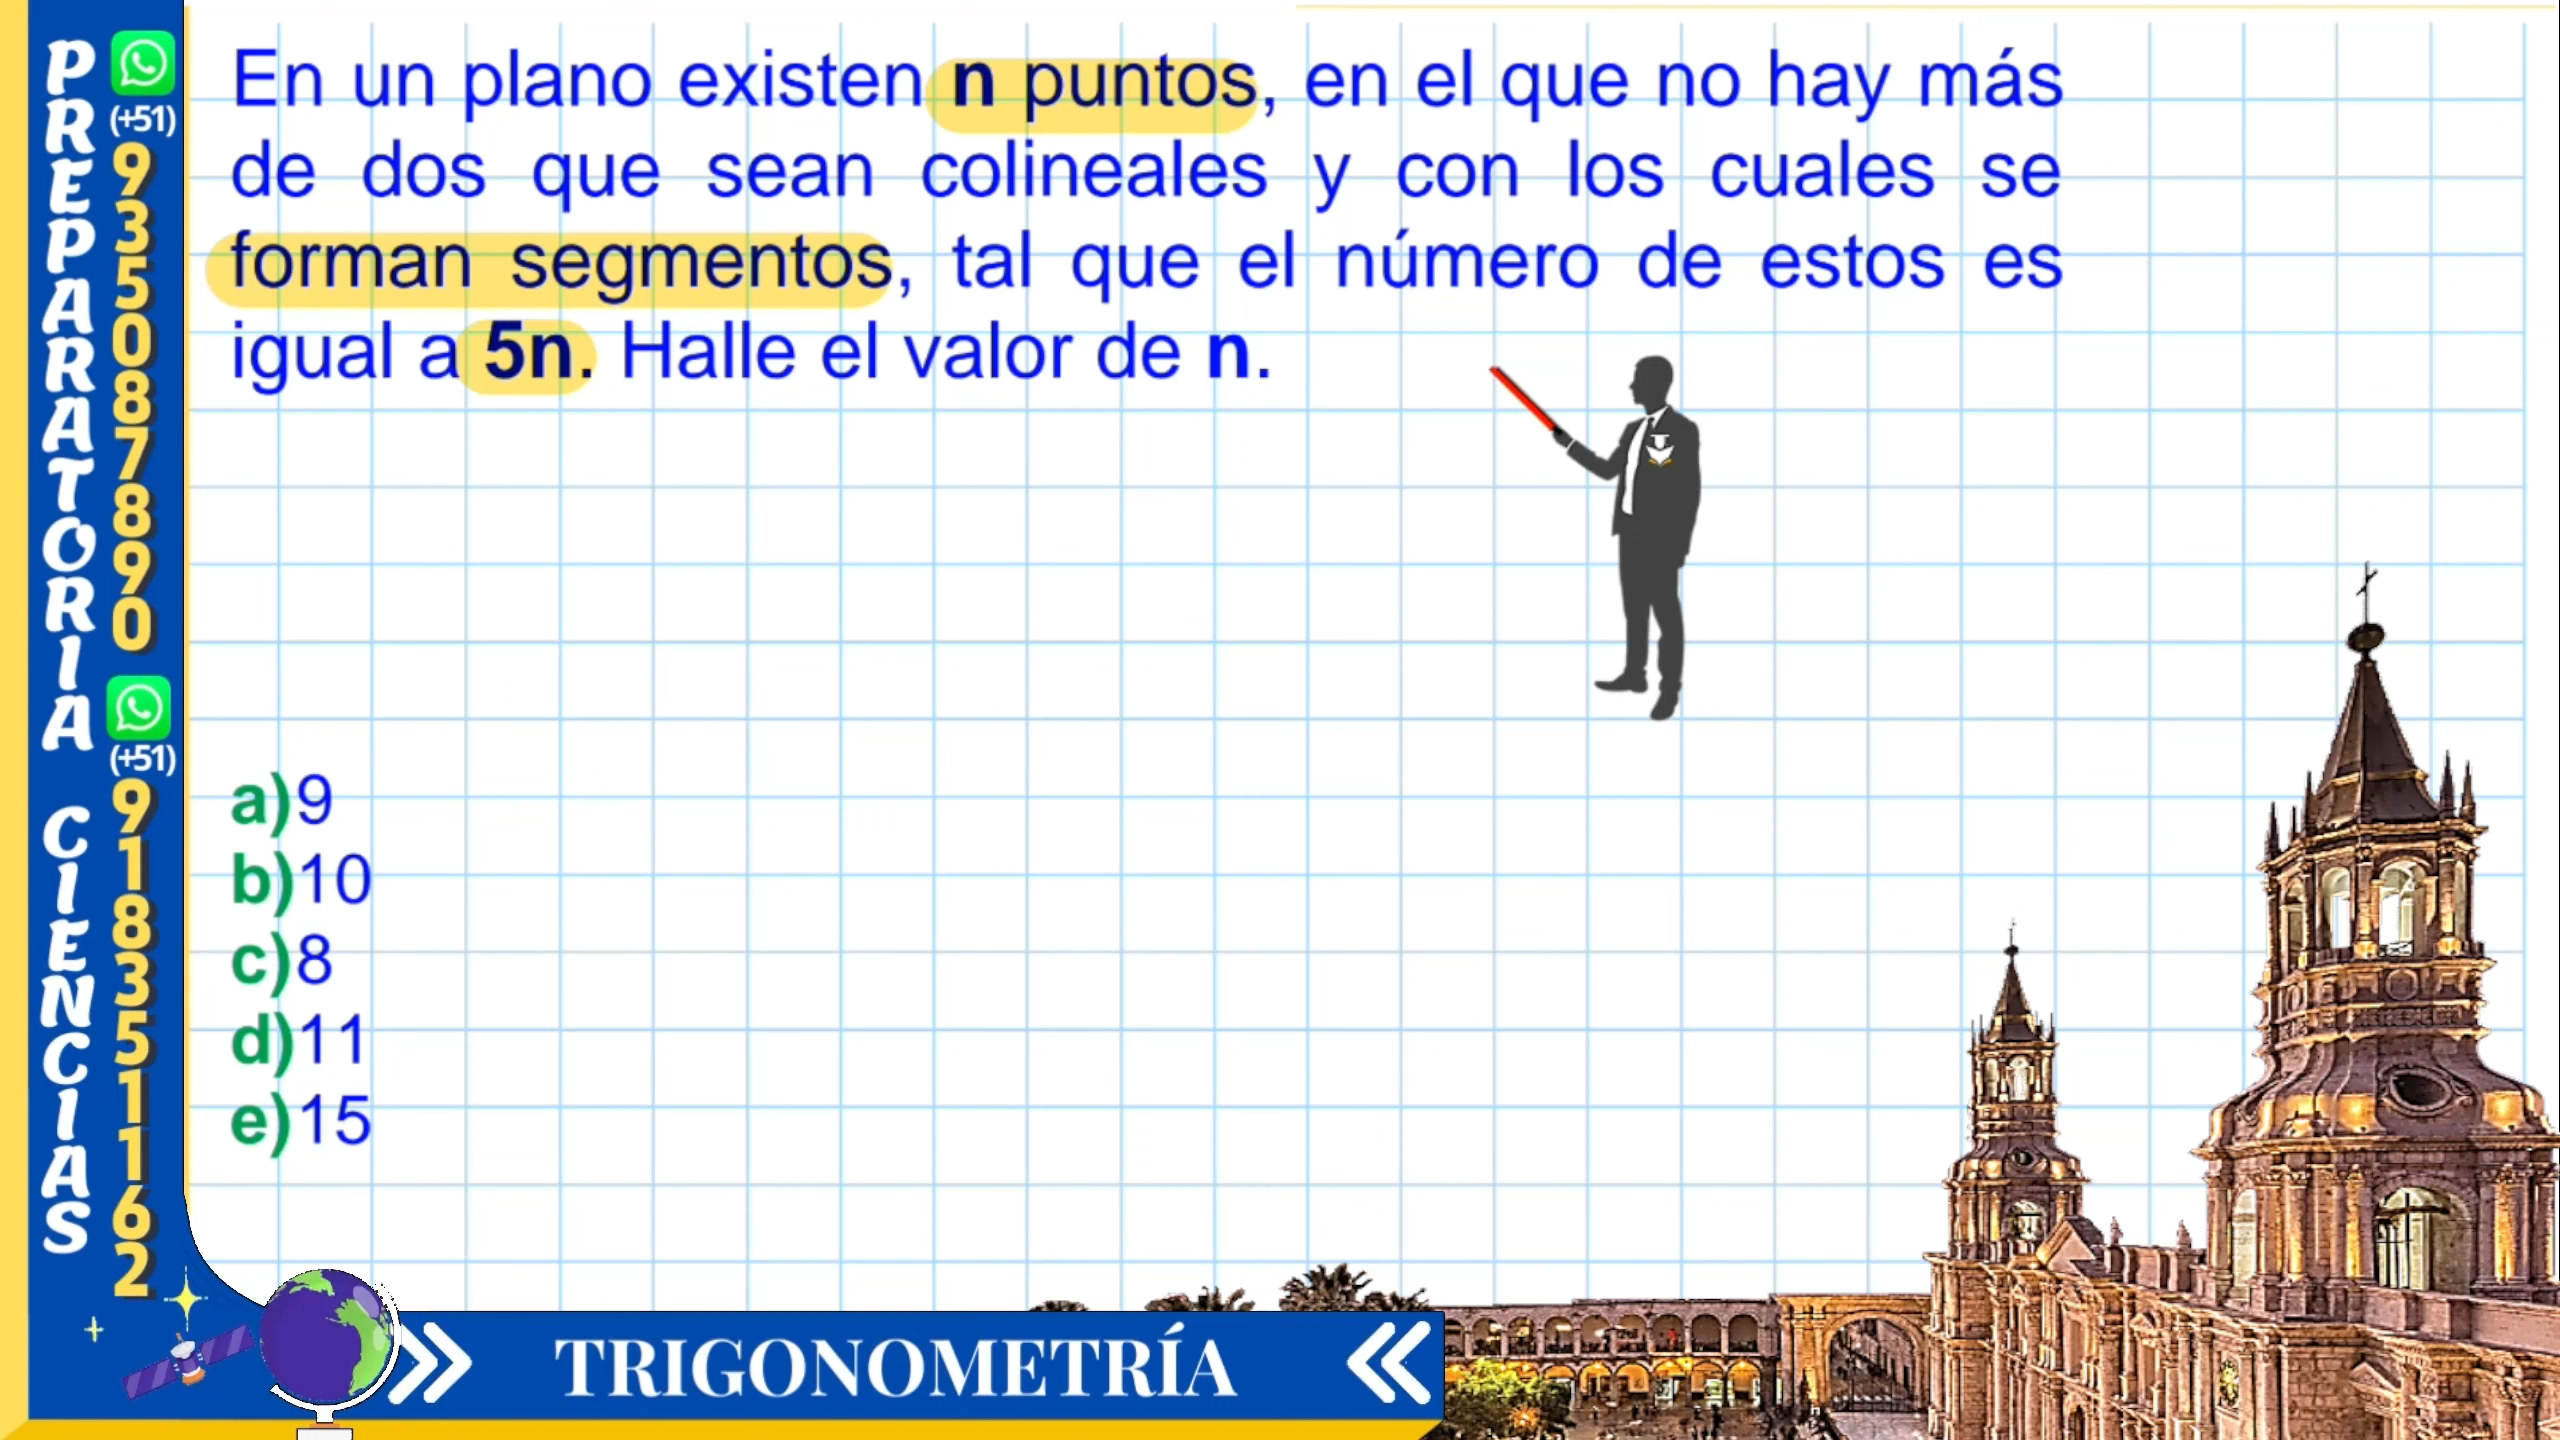 PREPARATORIA CIENCIAS
(+51)
935087890
(+51)
918351162
En un plano existen n puntos, en el que no hay más
de dos que sean colineales y con los cuales se
forman segmentos, tal que el número de estos es
igual a 5n. Halle el valor de n.
a)9
b)10
c)8
d)11
e)15
TRIGONOMETRÍA